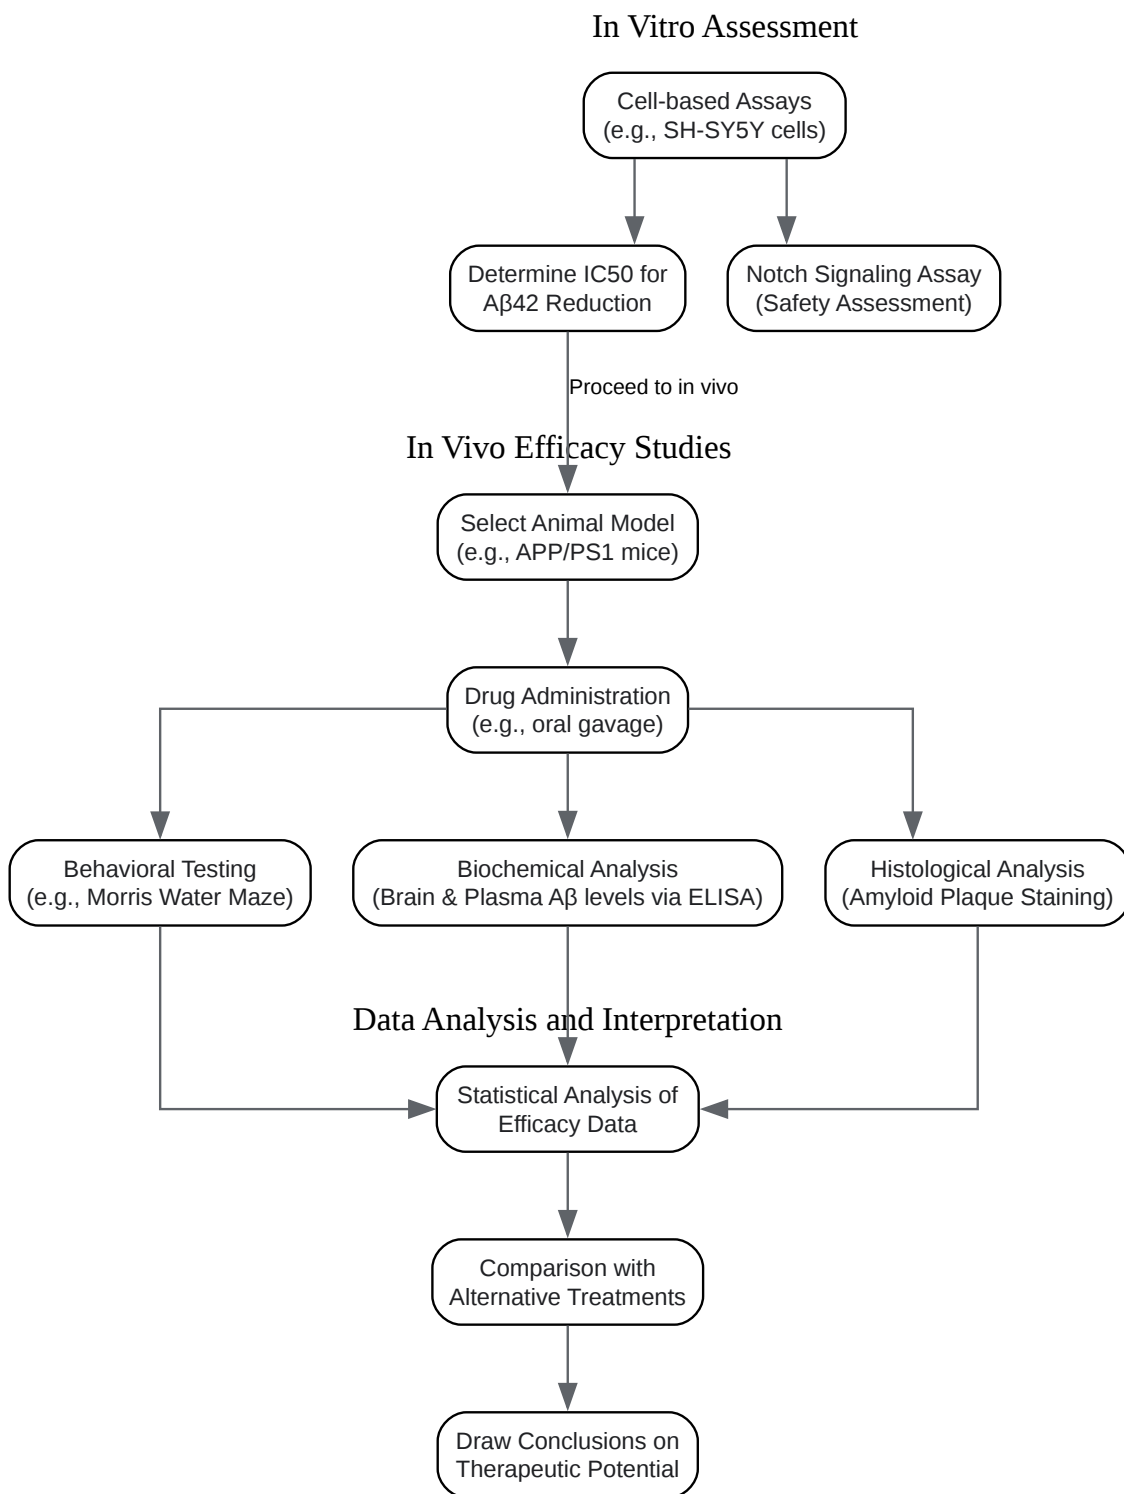 In Vitro Assessment
Cell-based Assays
(e.g., SH-SY5Y cells)
Determine IC50 for
Aβ42 Reduction
Notch Signaling Assay
(Safety Assessment)
Proceed to in vivo
In Vivo Efficacy Studies
Select Animal Model
(e.g., APP/PS1 mice)
Drug Administration
(e.g., oral gavage)
Behavioral Testing
(e.g., Morris Water Maze)
Biochemical Analysis
(Brain & Plasma Aβ levels via ELISA)
Histological Analysis
(Amyloid Plaque Staining)
Data Analysis and Interpretation
Statistical Analysis of
Efficacy Data
Comparison with
Alternative Treatments
Draw Conclusions on
Therapeutic Potential